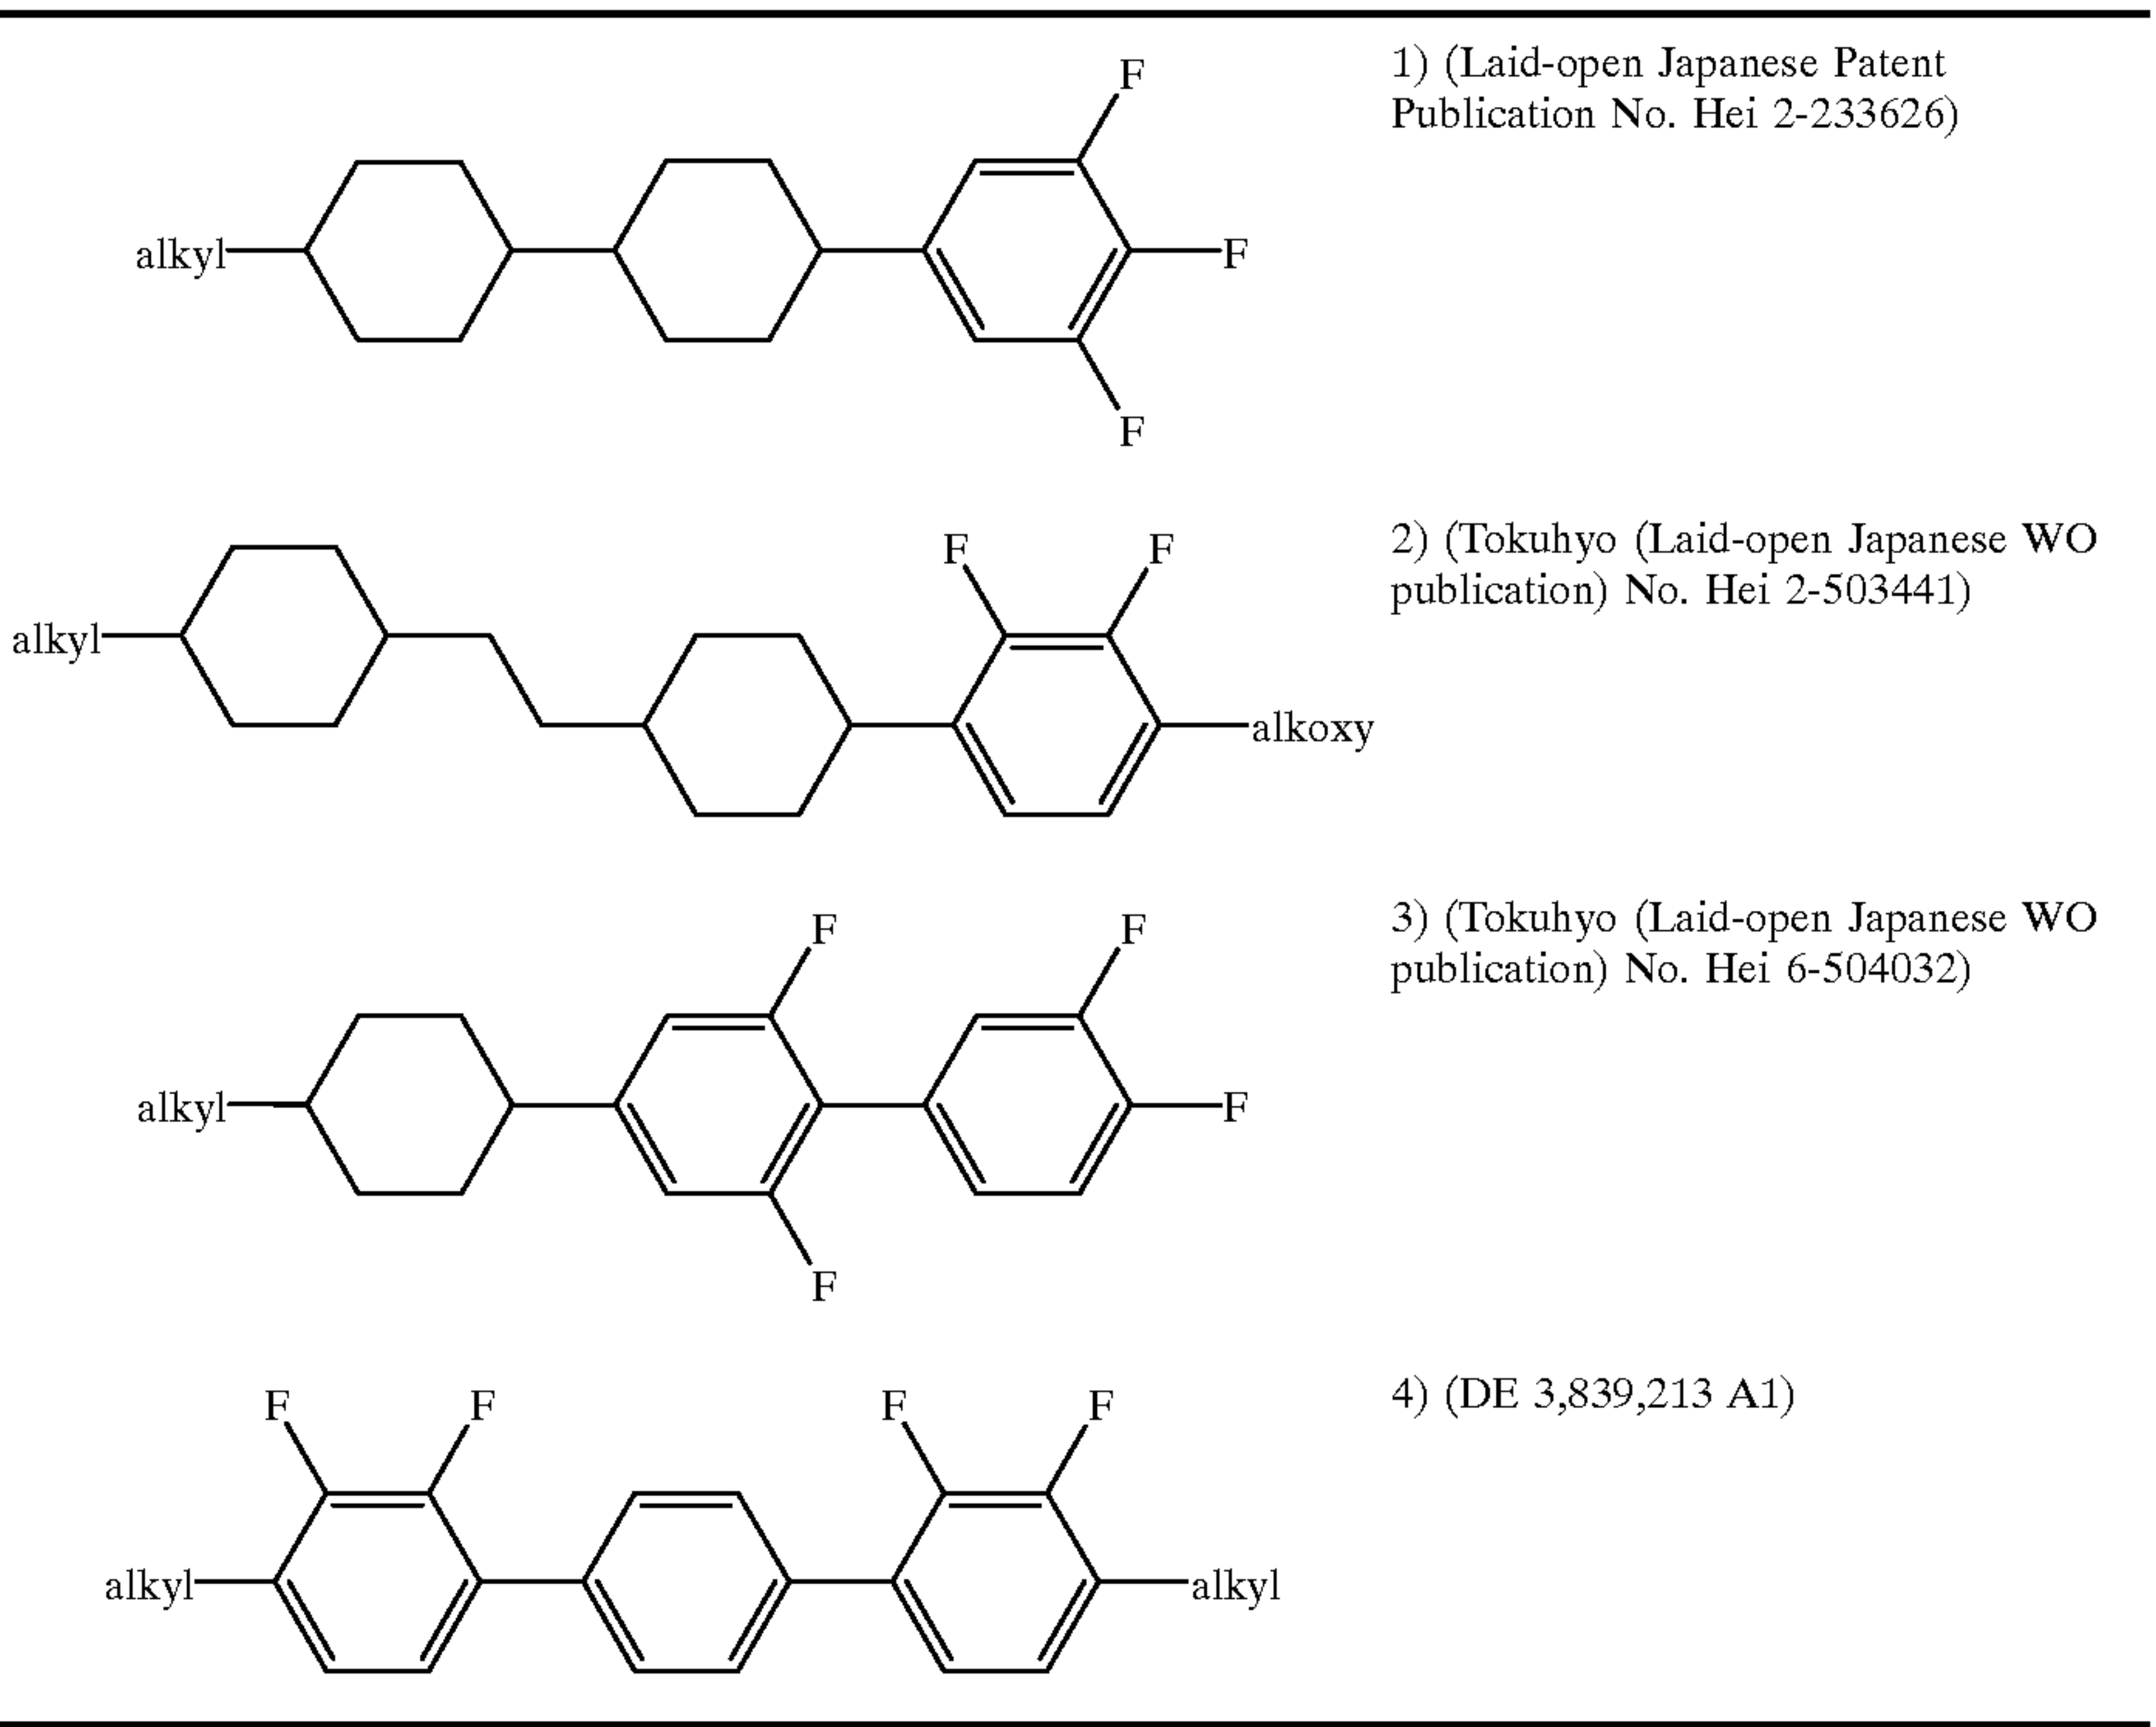 F
1) (Laid-open Japanese Patent
Publication No. Hei 2-233626)
alkyl
F
F
F
F
2) (Tokuhyo (Laid-open Japanese WO
publication) No. Hei 2-503441)
alkyl
alkoxy
F
F
3) (Tokuhyo (Laid-open Japanese WO
publication) No. Hei 6-504032)
alkyl
F
F
F
F
F
F
4) (DE 3,839,213 A1)
alkyl
alkyl